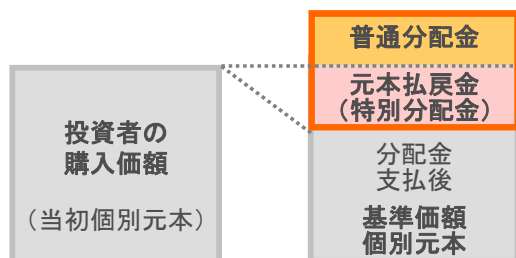 投資者の
購入価額
（当初個別元本）
普通分配金
元本払戻金
（特別分配金）
分配金
支払後
基準価額
個別元本